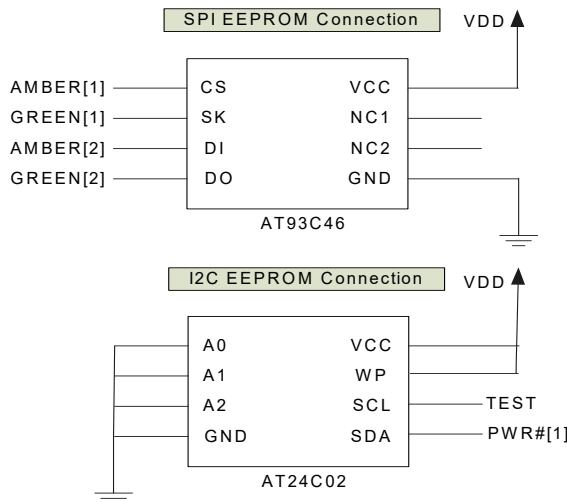 SPI EEPROM Connection
VDD
AMBER[1] CS VCC
GREEN[1] SK NC1
AMBER[2] DI NC2
GREEN[2] DO GND
AT93C46
I2C EEPROM Connection
VDD
A0 VCC
A1 WP
A2 SCL TEST
GND SDA PWR#[1]
AT24C02